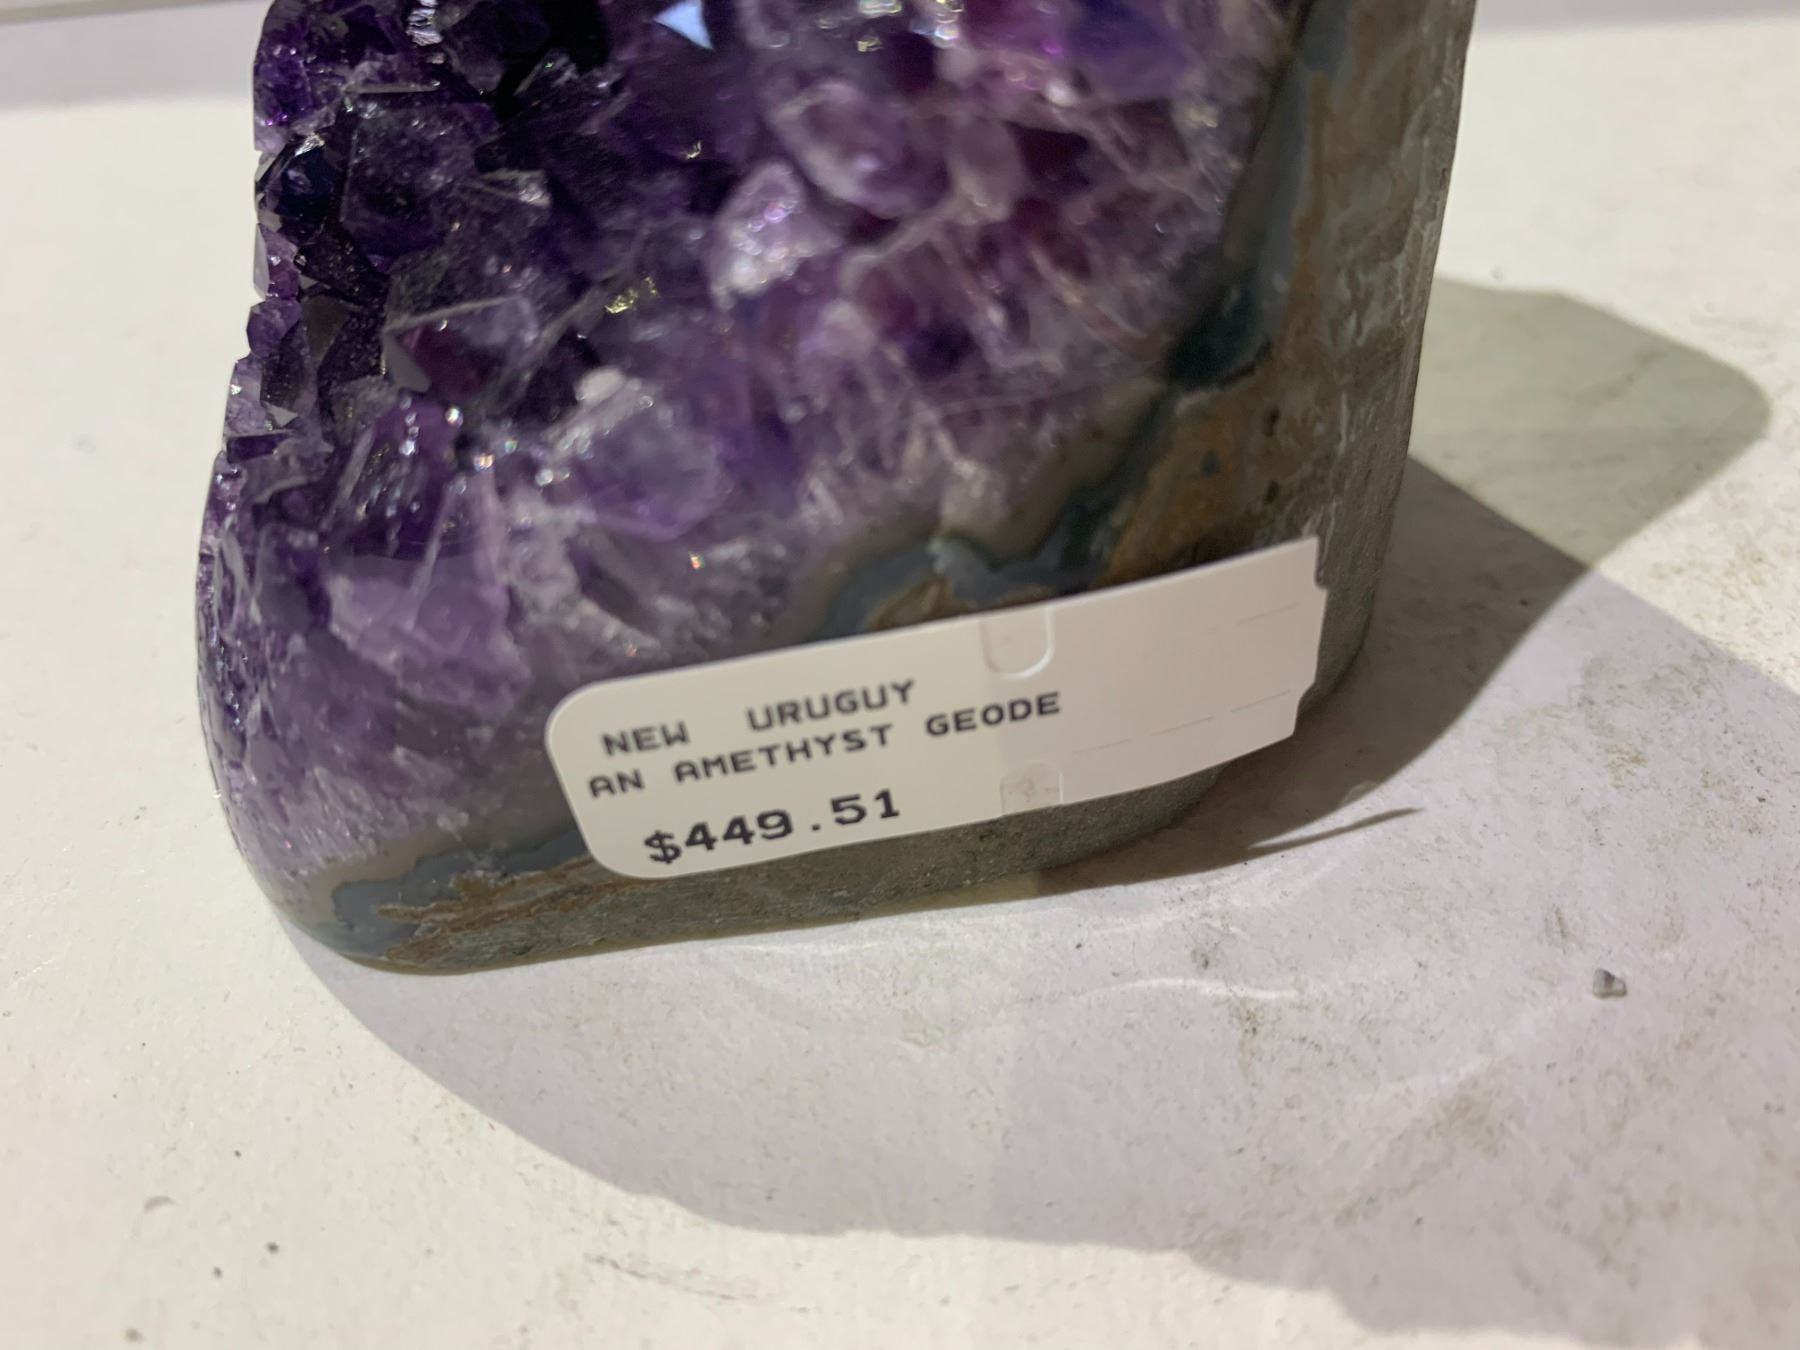 NEW URUGUY
AN AMETHYST GEODE
$449.51